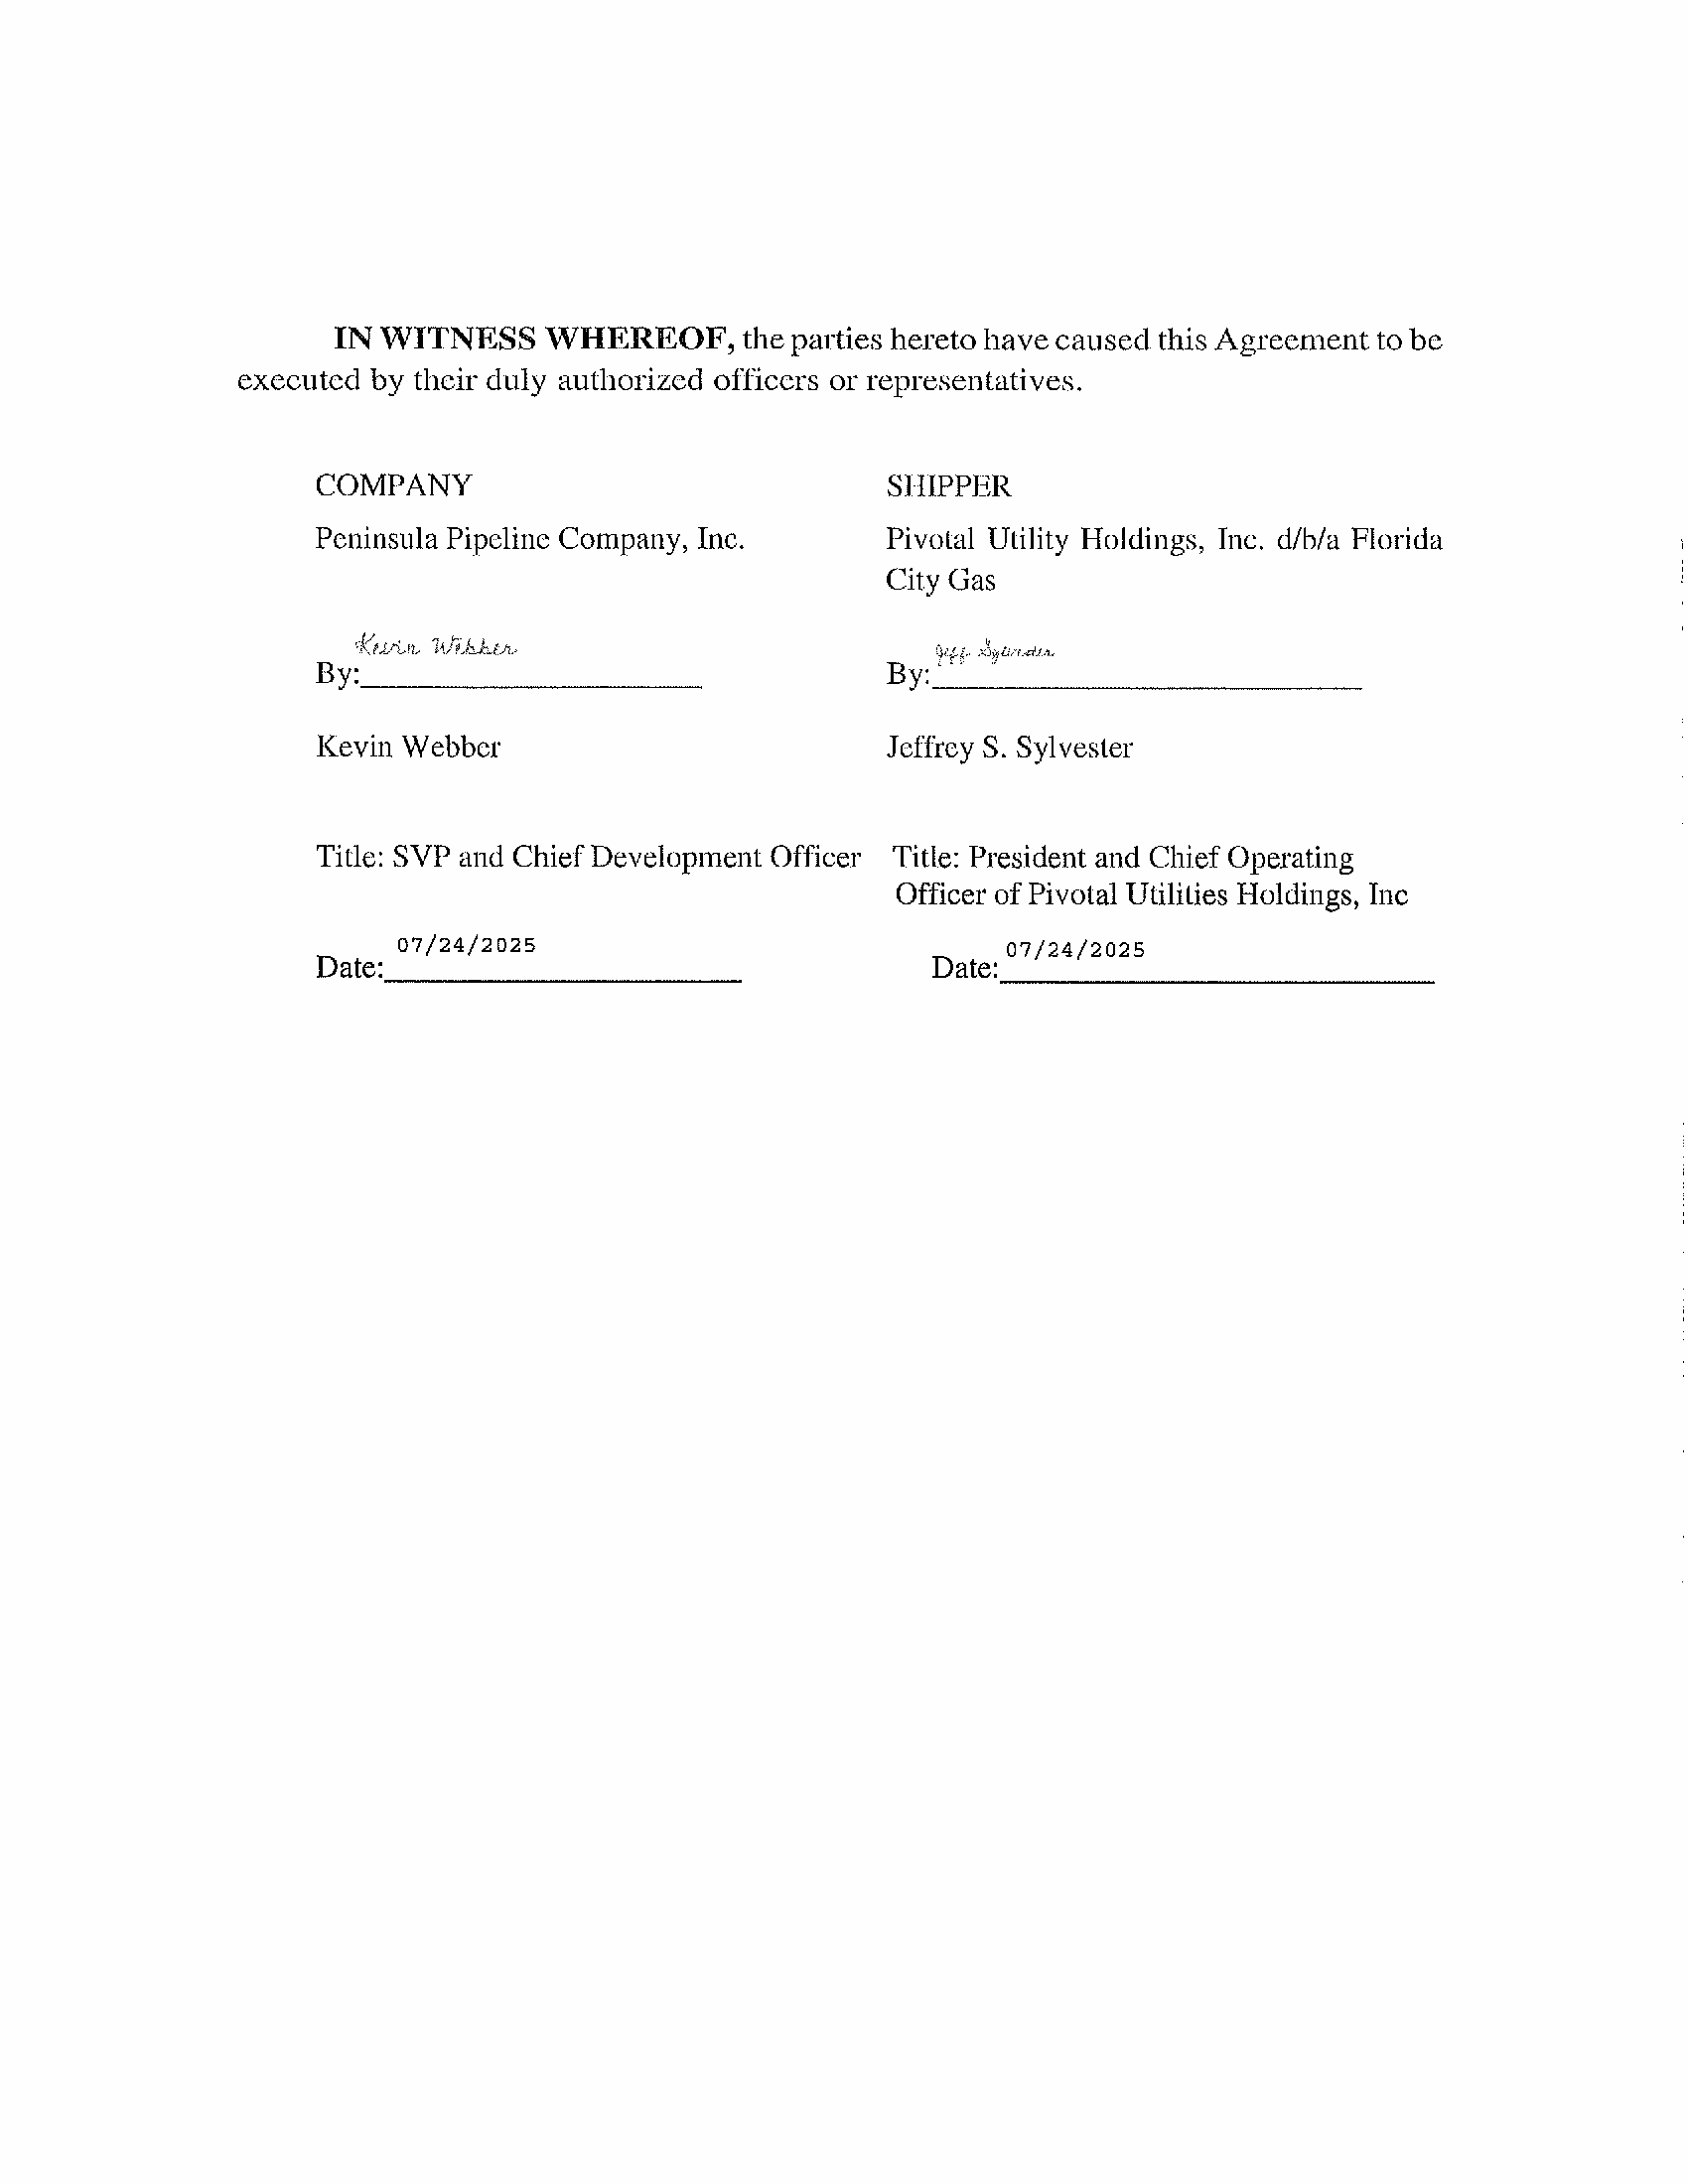 IN WITNESS WHEREOF, the parties hereto have caused this Agreement to be
executed by their duly authorized officers or representatives.
COMPANY
Peninsula Pipeline Company, Inc.
By: Kevin Webber
Kevin Webber
Title: SVP and Chief Development Officer
Date: 07/24/2025
SHIPPER
Pivotal Utility Holdings, Inc. d/b/a Florida
City Gas
By: Jeff Sylvester
Jeffrey S. Sylvester
Title: President and Chief Operating
Officer of Pivotal Utilities Holdings, Inc
Date: 07/24/2025